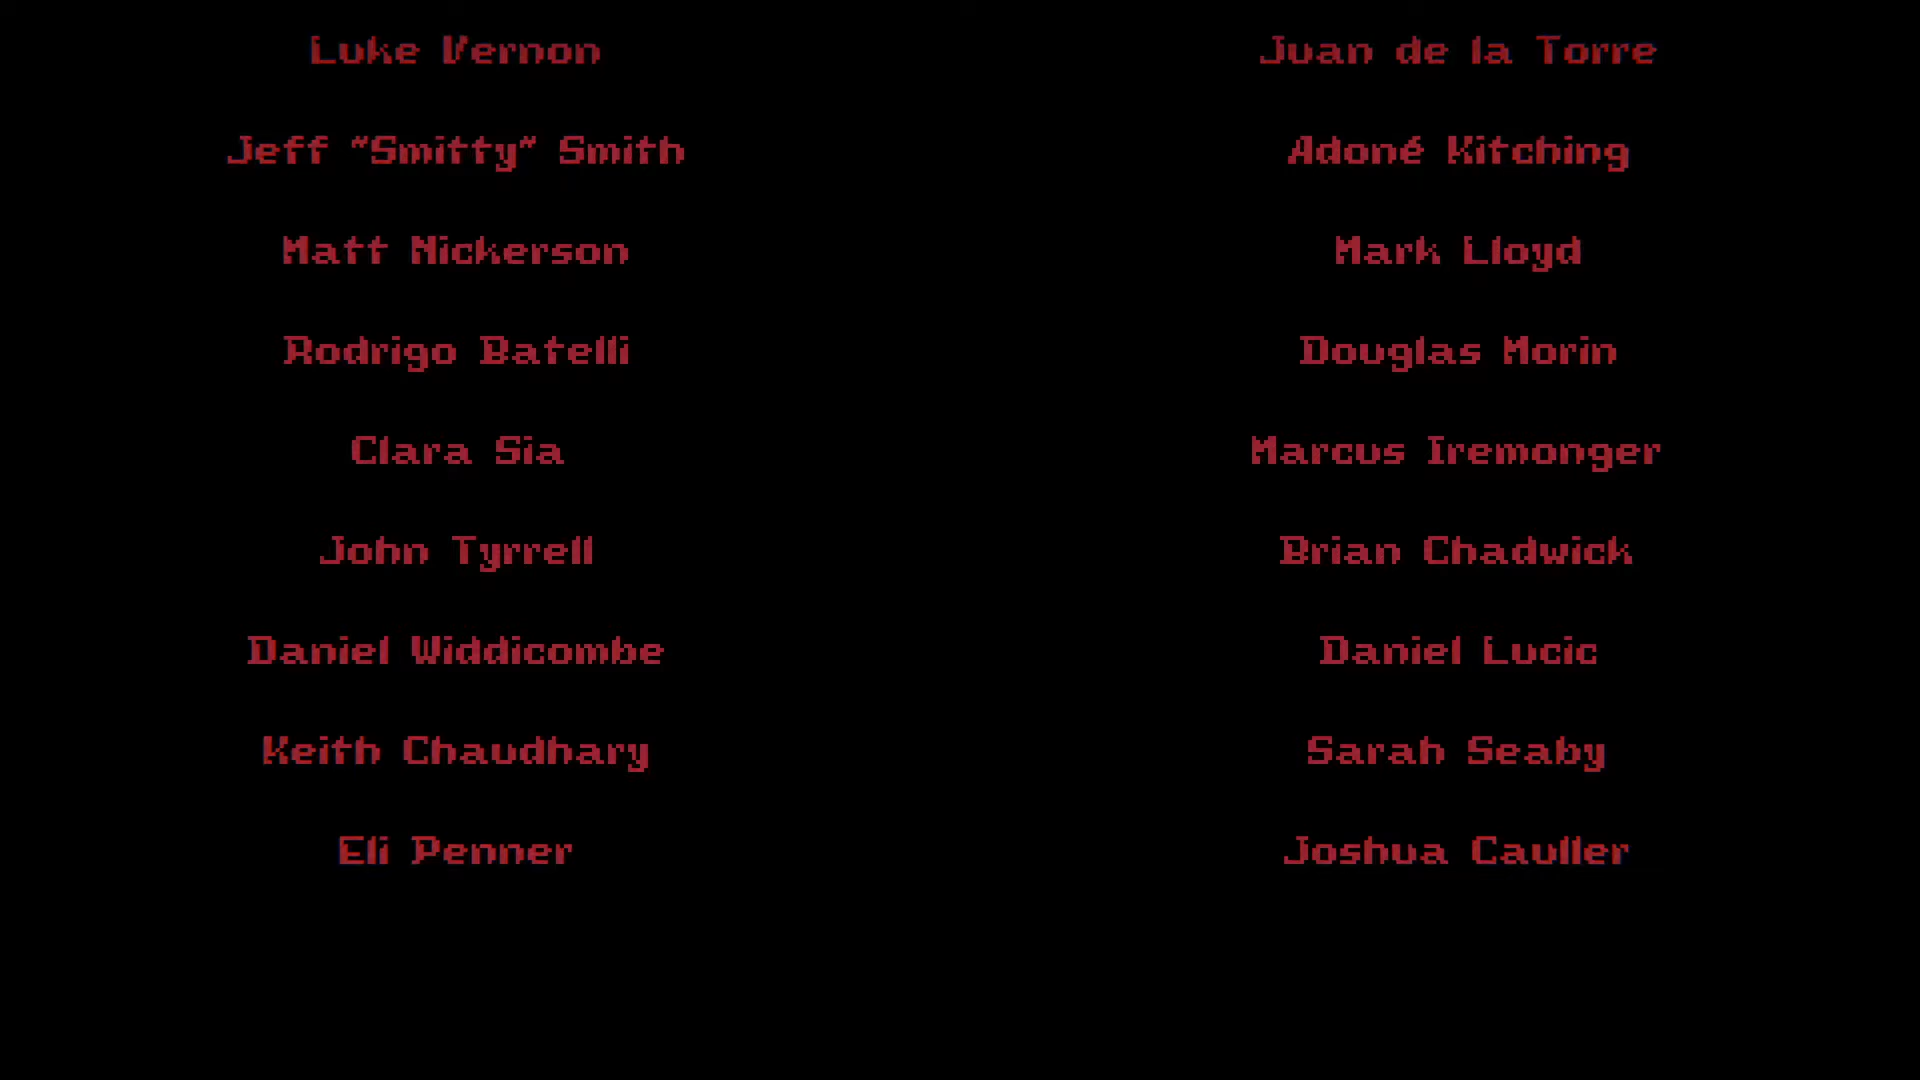 Luke Vernon
Juan de la Torre
Jeff "Smitty" Smith
Adoné Kitching
Matt Nickerson
Mark Lloyd
Rodrigo Batelli
Douglas Morin
Clara Sia
Marcus Iremonger
John Tyrrell
Brian Chadwick
Daniel Widdicombe
Daniel Lucic
Keith Chaudhary
Sarah Seaby
Eli Penner
Joshua Cauller